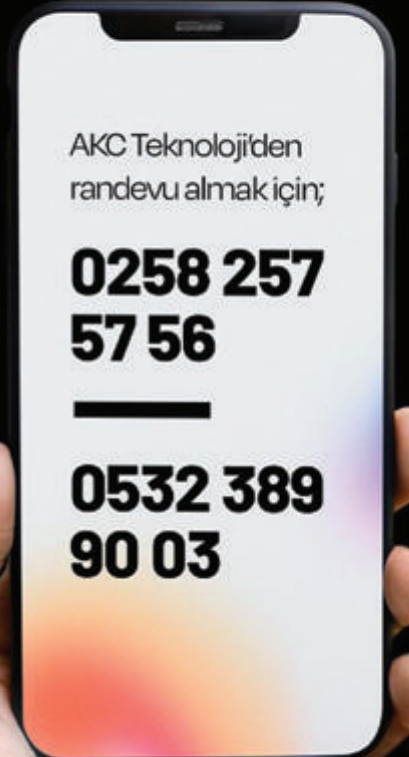 AKC Teknoloji'den
randevu almak için;
0258 257
57 56
0532 389
90 03